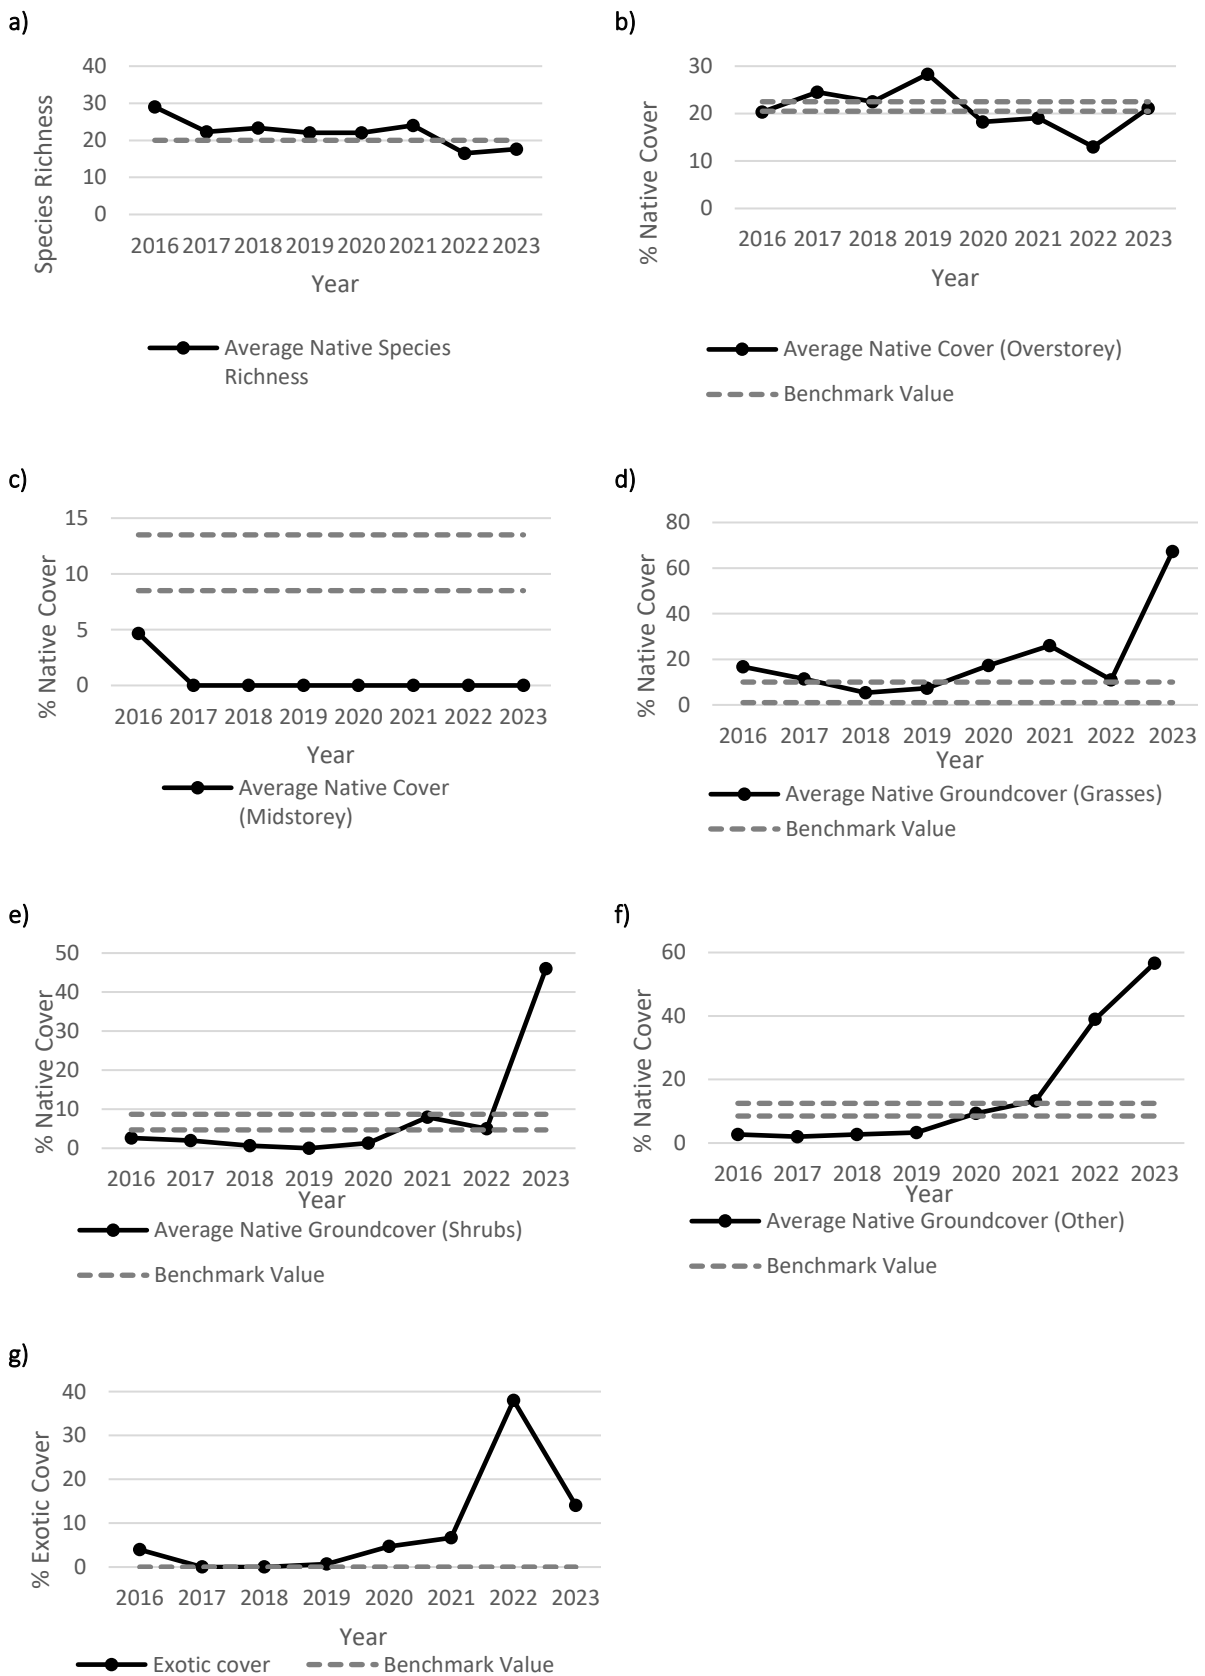 a)
40
30
20
10
0
Species Richness
2016 2017 2018 2019 2020 2021 2022 2023
Year
Average Native Species
Richness
b)
30
20
10
0
% Native Cover
2016 2017 2018 2019 2020 2021 2022 2023
Year
Average Native Cover (Overstorey)
Benchmark Value
c)
15
10
5
0
% Native Cover
2016 2017 2018 2019 2020 2021 2022 2023
Year
Average Native Cover
(Midstorey)
d)
80
60
40
20
0
% Native Cover
2016 2017 2018 2019 2020 2021 2022 2023
Year
Average Native Groundcover (Grasses)
Benchmark Value
e)
50
40
30
20
10
0
% Native Cover
2016 2017 2018 2019 2020 2021 2022 2023
Year
Average Native Groundcover (Shrubs)
Benchmark Value
f)
60
40
20
0
% Native Cover
2016 2017 2018 2019 2020 2021 2022 2023
Year
Average Native Groundcover (Other)
Benchmark Value
g)
40
30
20
10
0
% Exotic Cover
2016 2017 2018 2019 2020 2021 2022 2023
Year
Exotic cover
Benchmark Value